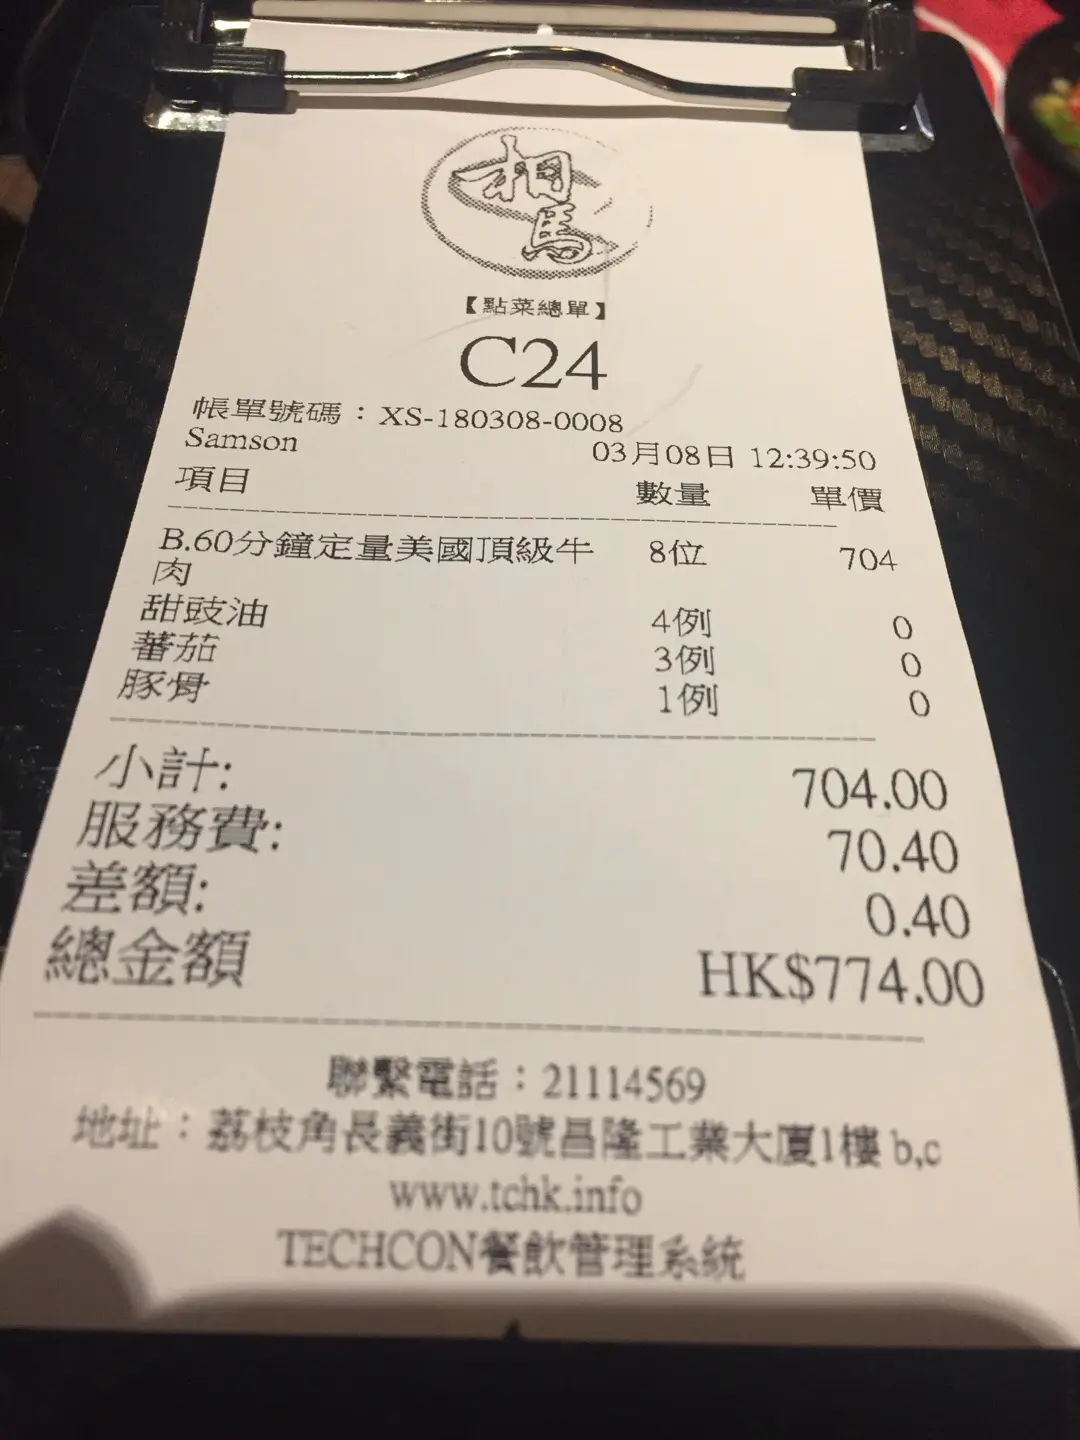 相馬
【點菜總單】
C24
帳單號碼：XS-180308-0008
Samson 03月08日 12:39:50
項目 數量 單價
B.60分鐘定量美國頂級牛肉 8位 704
甜豉油 4例 0
蕃茄 3例 0
豚骨 1例 0
小計: 704.00
服務費: 70.40
差額: 0.40
總金額 HK$774.00
聯繫電話：21114569
地址：荔枝角長義街10號昌隆工業大廈1樓 b,c
www.tchk.info
TECHCON餐飲管理系統